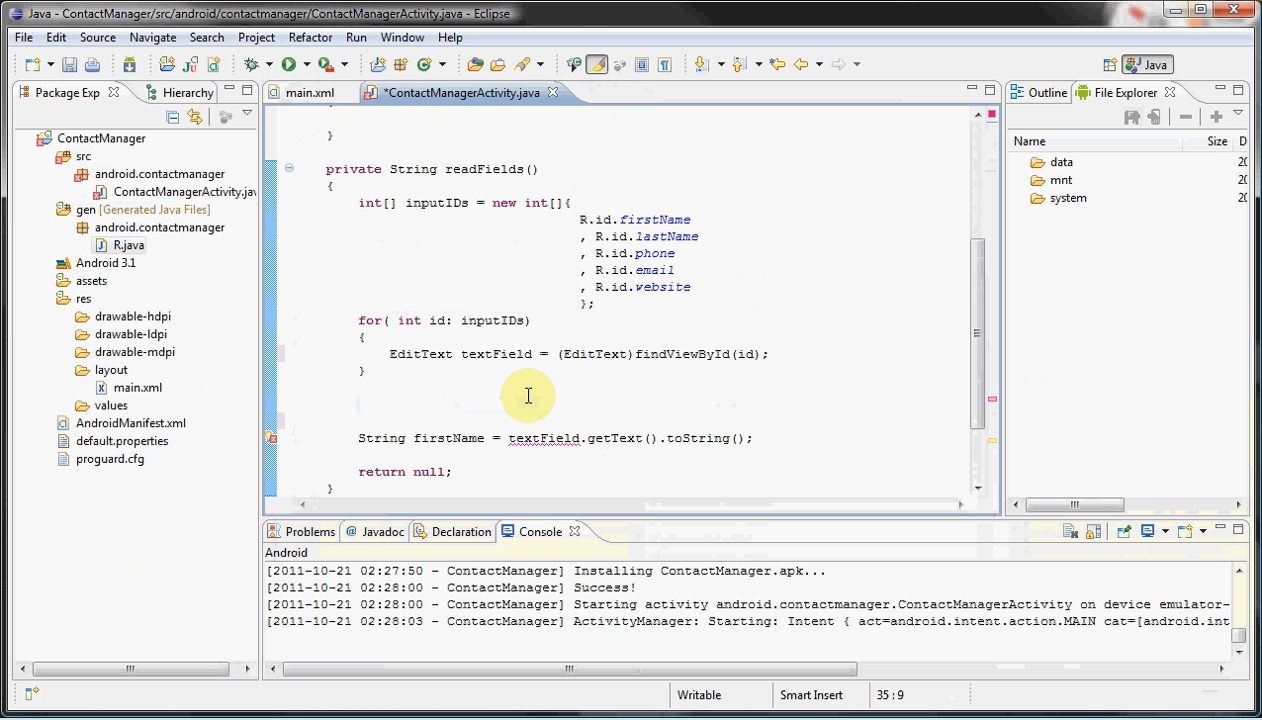 Java - ContactManager/src/android/contactmanager/ContactManagerActivity.java - Eclipse
File Edit Source Navigate Search Project Refactor Run Window Help
Java
Package Exp Hierarchy
main.xml *ContactManagerActivity.java
Outline File Explorer
ContactManager
src
android.contactmanager
ContactManagerActivity.jav
gen [Generated Java Files]
android.contactmanager
R.java
Android 3.1
assets
res
drawable-hdpi
drawable-ldpi
drawable-mdpi
layout
main.xml
values
AndroidManifest.xml
default.properties
proguard.cfg
}
private String readFields()
{
int[] inputIDs = new int[]{
R.id.firstName
, R.id.lastName
, R.id.phone
, R.id.email
, R.id.website
};
for( int id: inputIDs)
{
EditText textField = (EditText)findViewById(id);
}
String firstName = textField.getText().toString();
return null;
}
Name Size D
data 20
mnt 20
system 20
Problems @ Javadoc Declaration Console
Android
[2011-10-21 02:27:50 - ContactManager] Installing ContactManager.apk...
[2011-10-21 02:28:00 - ContactManager] Success!
[2011-10-21 02:28:00 - ContactManager] Starting activity android.contactmanager.ContactManagerActivity on device emulator-
[2011-10-21 02:28:03 - ContactManager] ActivityManager: Starting: Intent { act=android.intent.action.MAIN cat=[android.int
Writable Smart Insert 35 : 9